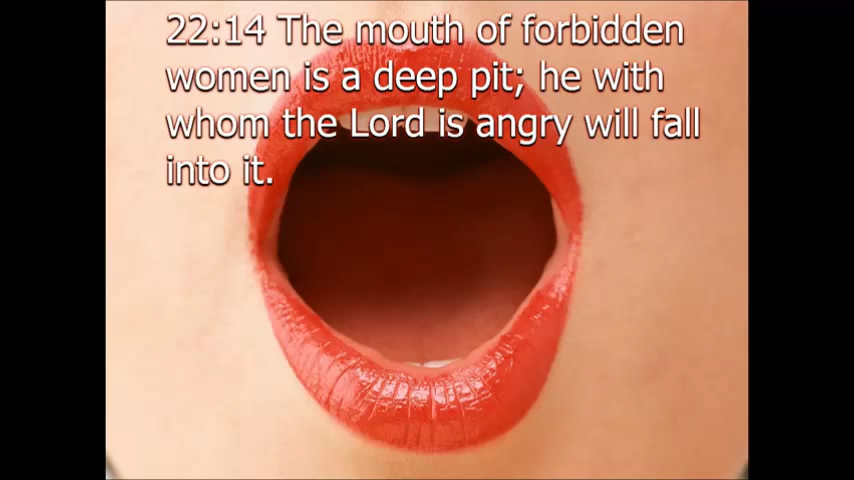 22:14 The mouth of forbidden
women is a deep pit; he with
whom the Lord is angry will fall
into it.